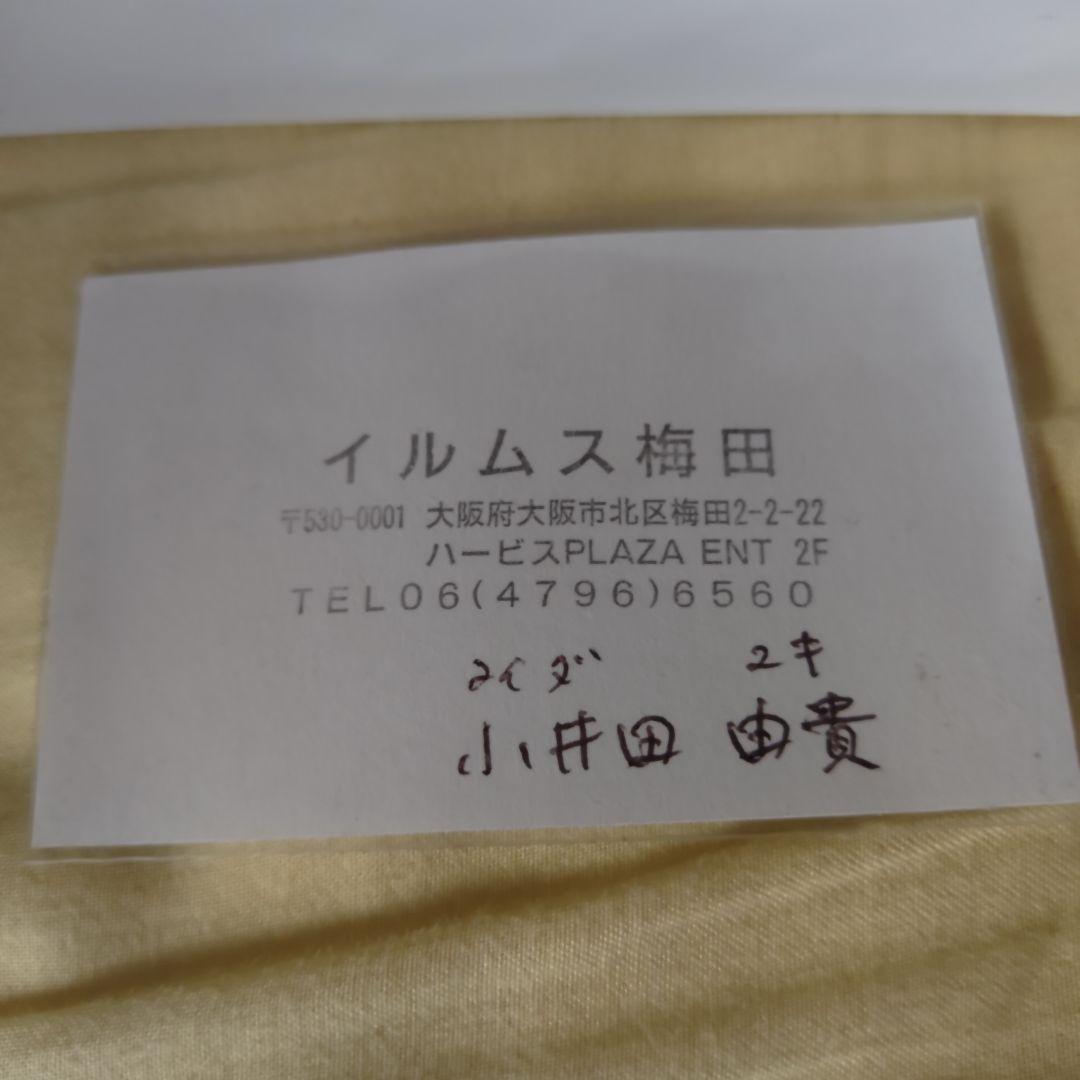 イルムス梅田
〒530-0001 大阪府大阪市北区梅田2-2-22
ハービスPLAZA ENT 2F
TEL06(4796)6560
コイダ ユキ
小井田 由貴